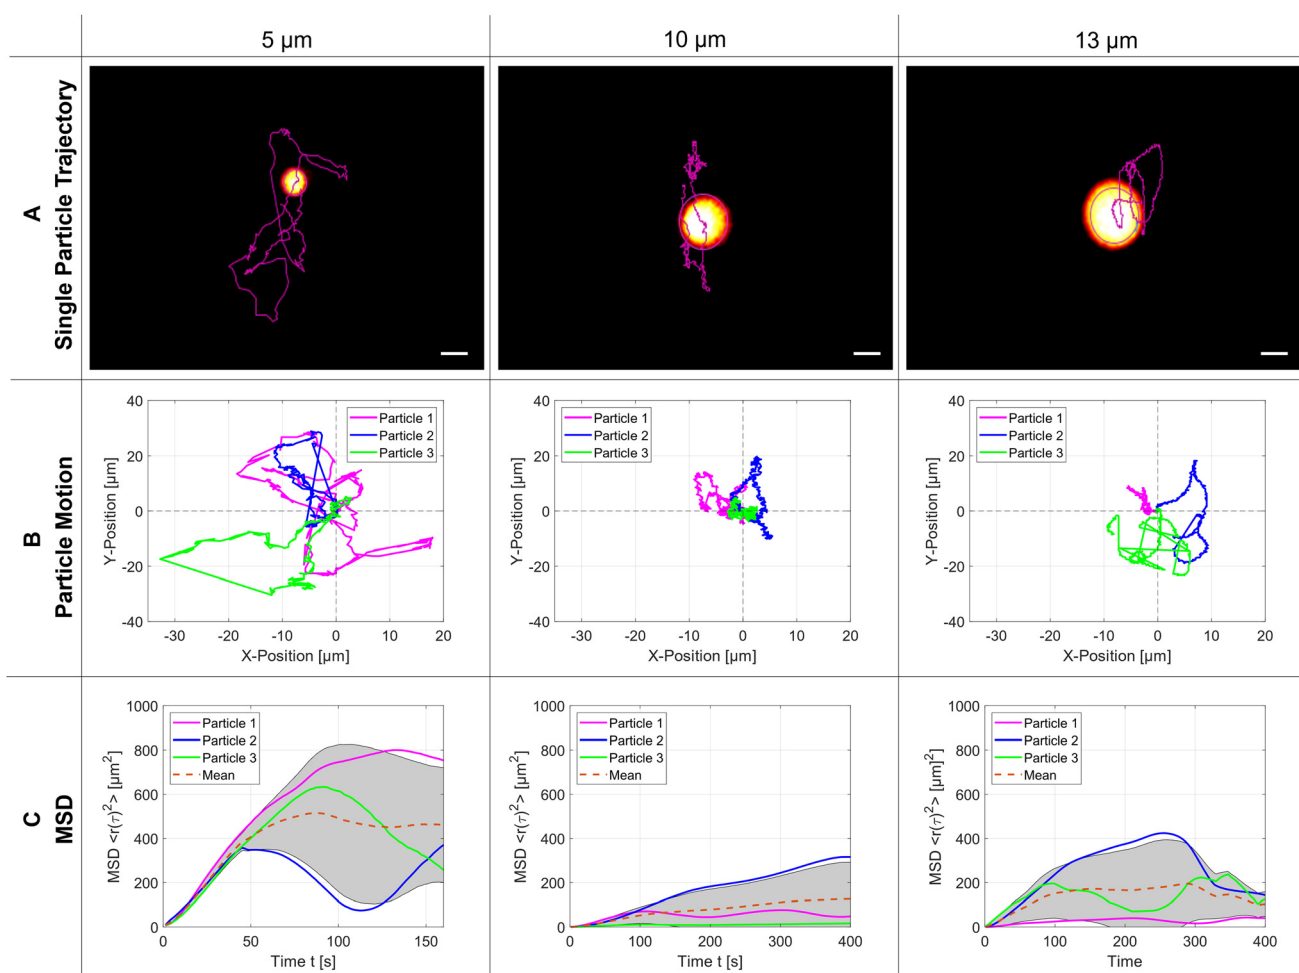 5 µm
10 µm
13 µm
A
Single Particle Trajectory
B
Particle Motion
40
20
0
-20
-40
-30
-20
-10
0
10
20
Y-Position [µm]
X-Position [µm]
Particle 1
Particle 2
Particle 3
40
20
0
-20
-40
-30
-20
-10
0
10
20
Y-Position [µm]
X-Position [µm]
Particle 1
Particle 2
Particle 3
40
20
0
-20
-40
-30
-20
-10
0
10
20
Y-Position [µm]
X-Position [µm]
Particle 1
Particle 2
Particle 3
C
MSD
1000
800
600
400
200
0
0
50
100
150
MSD <r(τ)²> [µm²]
Time t [s]
Particle 1
Particle 2
Particle 3
Mean
1000
800
600
400
200
0
0
100
200
300
400
MSD <r(τ)²> [µm²]
Time t [s]
Particle 1
Particle 2
Particle 3
Mean
1000
800
600
400
200
0
0
100
200
300
400
MSD <r(τ)²> [µm]²
Time
Particle 1
Particle 2
Particle 3
Mean